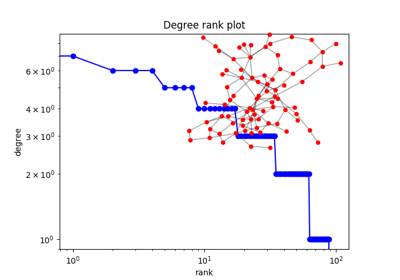 Degree rank plot
degree
6 × 10⁰
4 × 10⁰
3 × 10⁰
2 × 10⁰
10⁰
10⁰ 10¹ 10²
rank